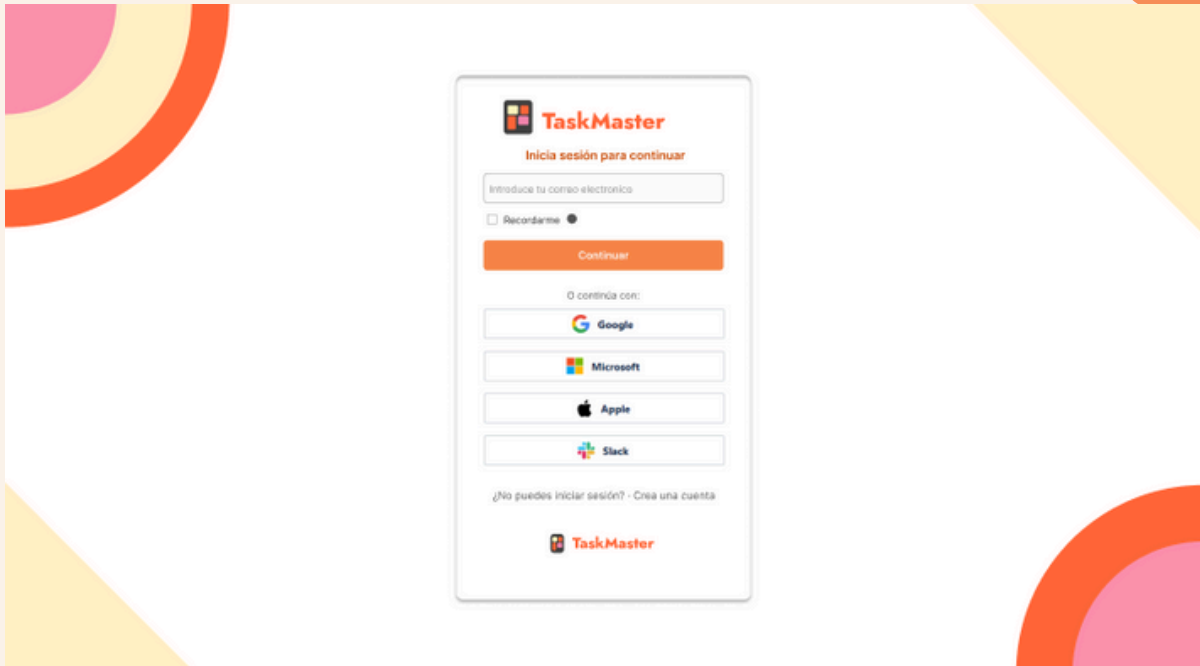 TaskMaster
Inicia sesión para continuar
Introduce tu correo electronico
Recordarme
Continuar
O continúa con:
Google
Microsoft
Apple
Slack
¿No puedes iniciar sesión? - Crea una cuenta
TaskMaster